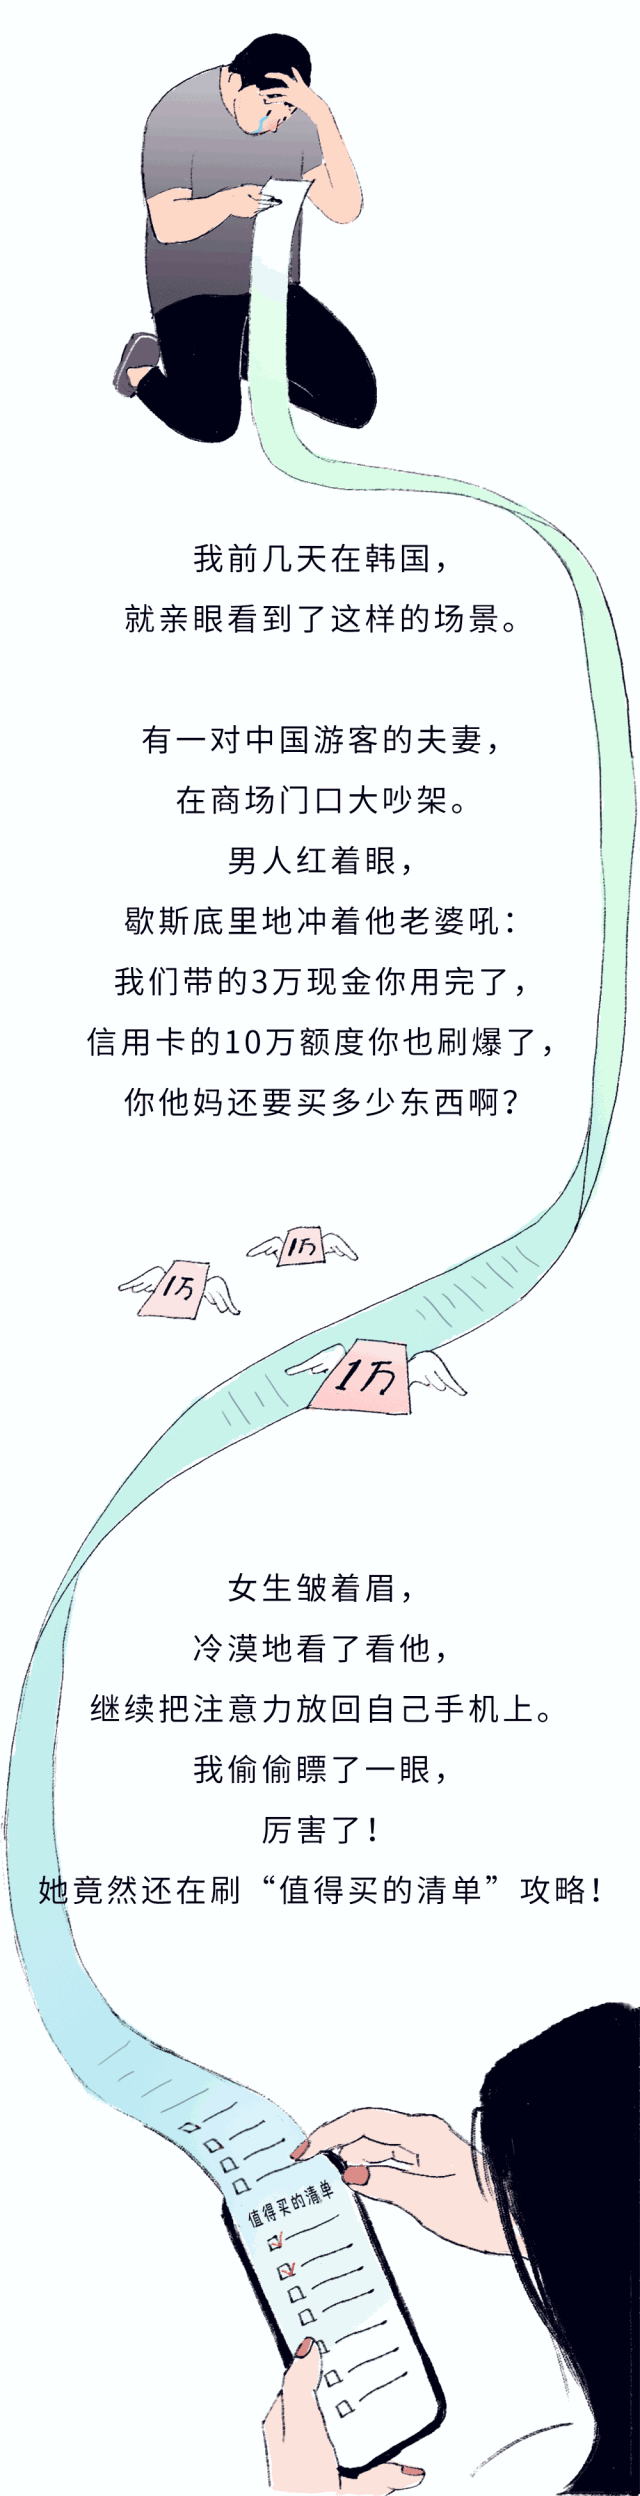 我前几天在韩国，
就亲眼看到了这样的场景。
有一对中国游客的夫妻，
在商场门口大吵架。
男人红着眼，
歇斯底里地冲着他老婆吼：
我们带的3万现金你用完了，
信用卡的10万额度你也刷爆了，
你他妈还要买多少东西啊？
1万
1万
1万
女生皱着眉，
冷漠地看了看他，
继续把注意力放回自己手机上。
我偷偷瞟了一眼，
厉害了！
她竟然还在刷“值得买的清单”攻略！
值得买的清单